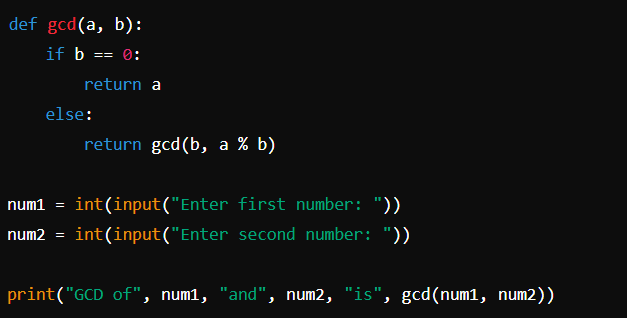 def gcd(a, b):
    if b == 0:
        return a
    else:
        return gcd(b, a % b)

num1 = int(input("Enter first number: "))
num2 = int(input("Enter second number: "))

print("GCD of", num1, "and", num2, "is", gcd(num1, num2))